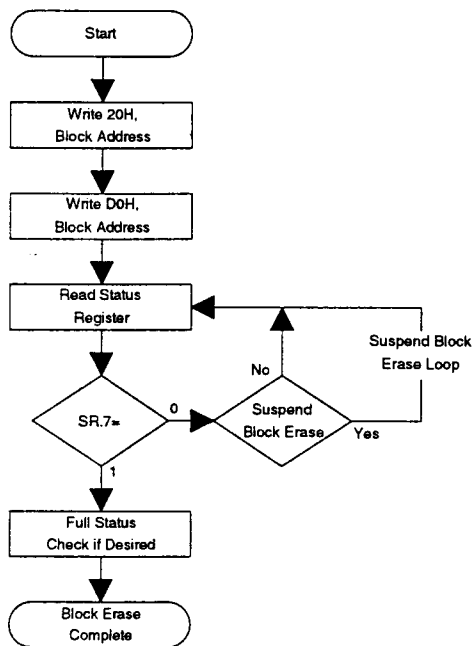 Start
Write 20H,
Block Address
Write D0H,
Block Address
Read Status
Register
Suspend Block
Erase Loop
No
SR.7=
0
Suspend
Block Erase
Yes
1
Full Status
Check if Desired
Block Erase
Complete